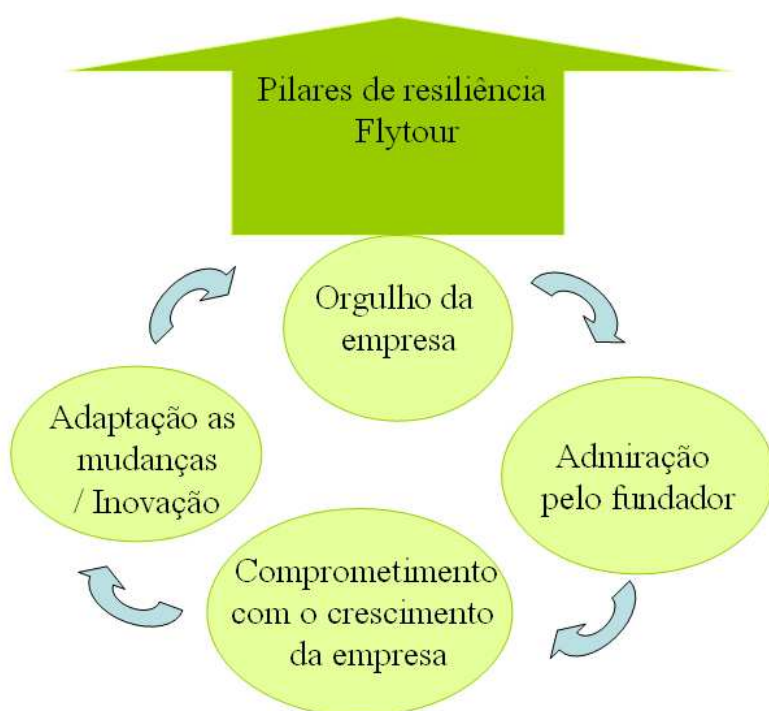 Pilares de resiliência
Flytour
Orgulho da
empresa
Admiração
pelo fundador
Comprometimento
com o crescimento
da empresa
Adaptação as
mudanças
/ Inovação